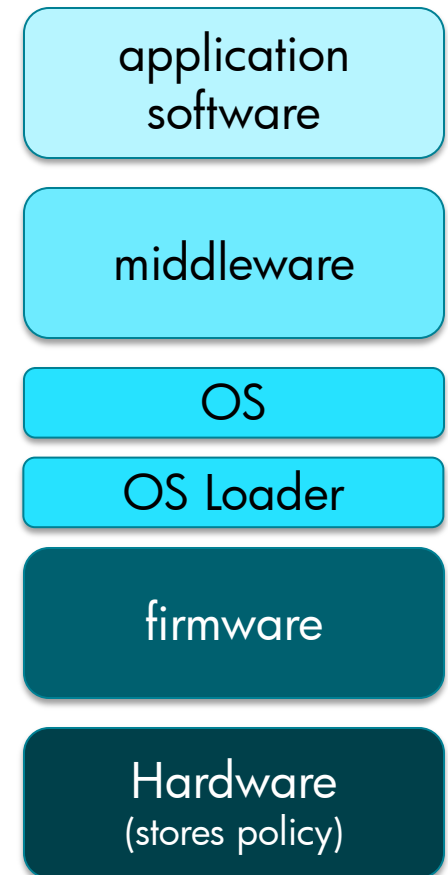 application
software
middleware
OS
OS Loader
firmware
Hardware
(stores policy)